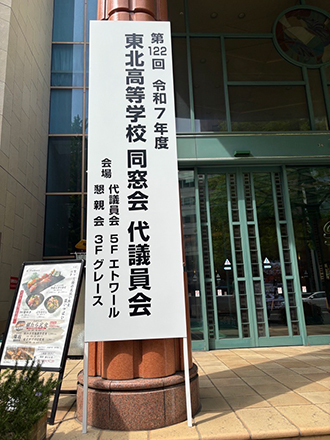 第122回 令和7年度
東北高等学校 同窓会 代議員会
会場 代議員会 5F エトワール
懇親会 3F グレース